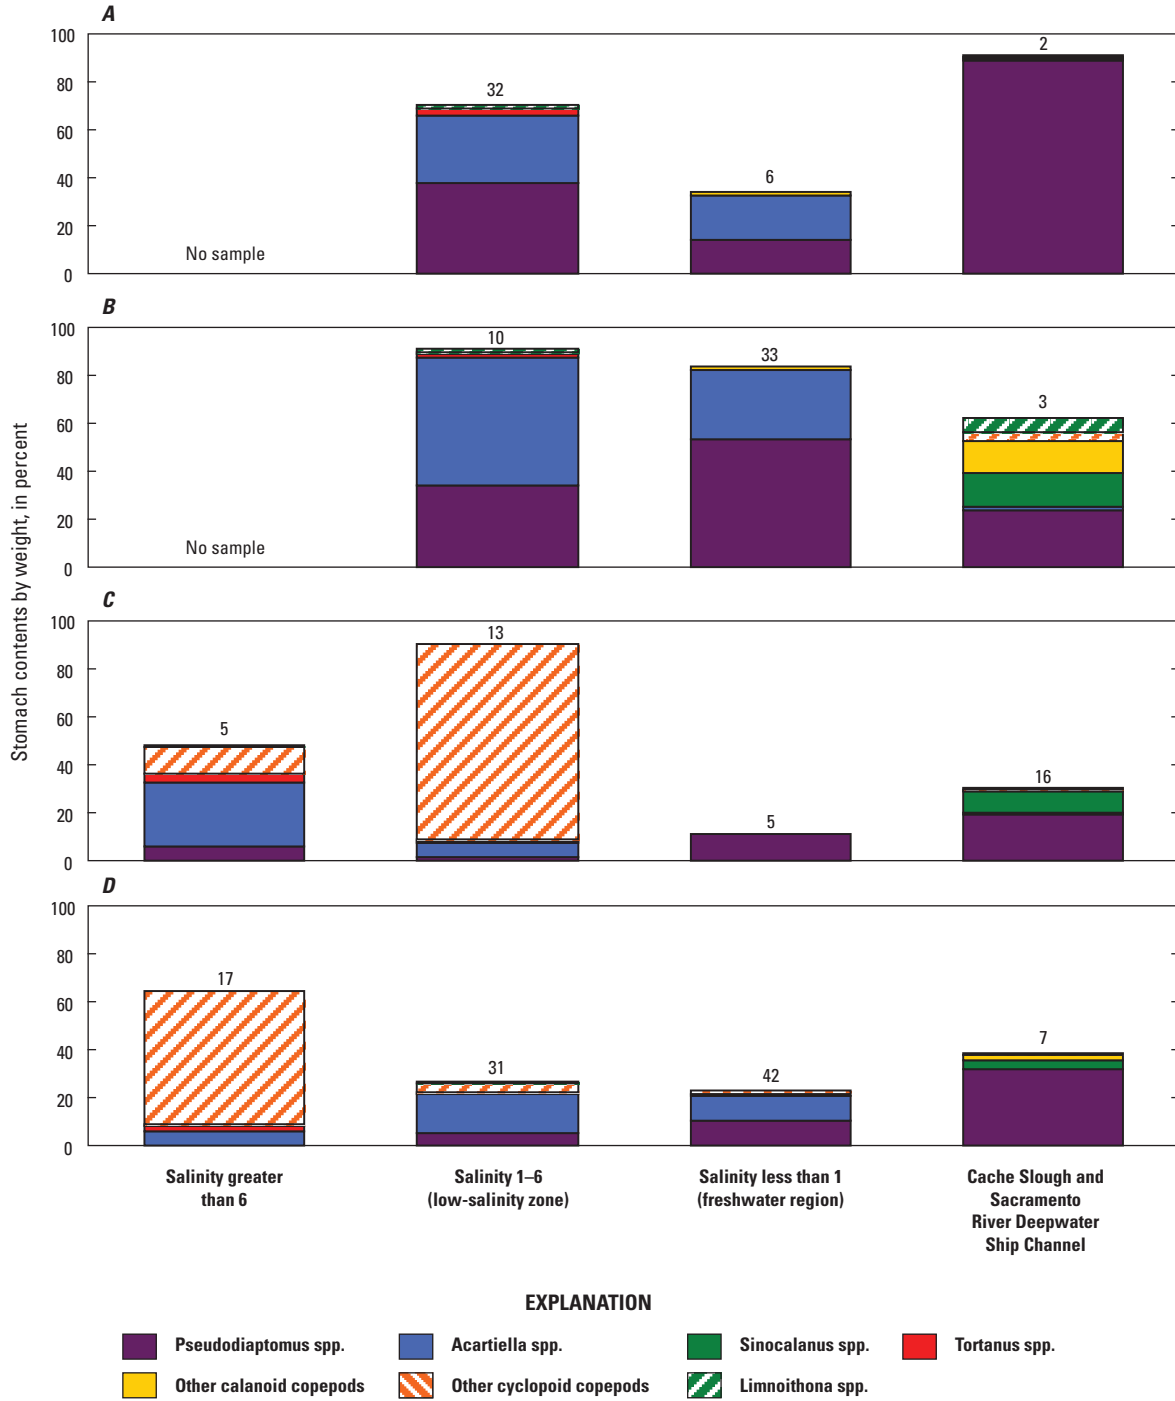 A
100
80
60
40
20
0
No sample
32
6
2
B
100
80
60
40
20
0
No sample
10
33
3
Stomach contents by weight, in percent
C
100
80
60
40
20
0
5
13
5
16
D
100
80
60
40
20
0
17
31
42
7
Salinity greater
than 6
Salinity 1–6
(low-salinity zone)
Salinity less than 1
(freshwater region)
Cache Slough and
Sacramento
River Deepwater
Ship Channel
EXPLANATION
Pseudodiaptomus spp.
Acartiella spp.
Sinocalanus spp.
Tortanus spp.
Other calanoid copepods
Other cyclopoid copepods
Limnoithona spp.